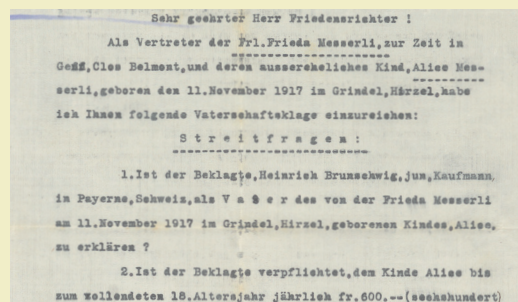 Sehr geehrter Herr Friedensrichter !
Als Vertreter der Frl.Frieda Messerli,zur Zeit in
Genf,Clos Belmont,und deren aussereheliches Kind,Alise Mes-
serli,geboren den 11.November 1917 im Grindel,Hirzel,habe
ich Ihnen folgende Vaterschaftsklage einzureichen:
S t r e i t f r a g e n :
1.Ist der Beklagte,Heinrich Brunschwig,jun,Kaufmann,
in Payerne,Schweiz,als V a t e r des von der Frieda Messerli
am 11.November 1917 im Grindel,Hirzel,geborenen Kindes,Alise,
zu erklären ?
2.Ist der Beklagte verpflichtet,dem Kinde Alise bis
zum vollendeten 18.Altersjahr jährlich fr.600.--(sechshundert)